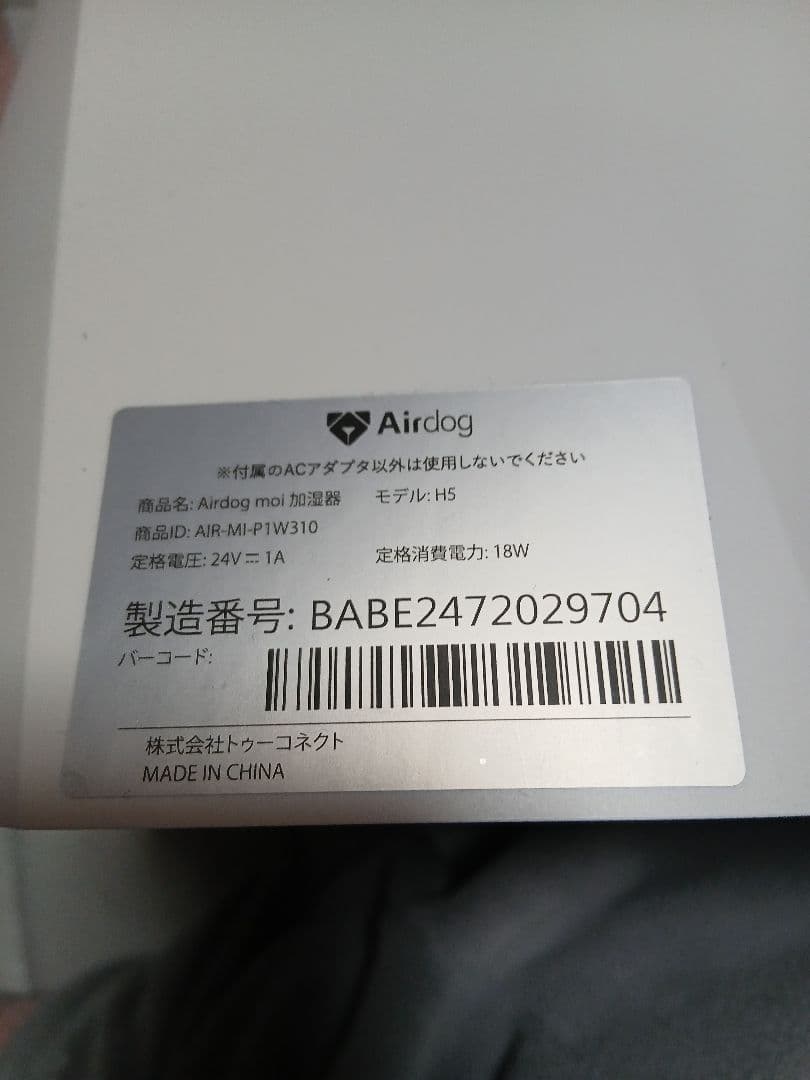 Airdog
※付属のACアダプタ以外は使用しないでください
商品名: Airdog moi 加湿器 モデル: H5
商品ID: AIR-MI-P1W310
定格電圧: 24V⎓1A 定格消費電力: 18W
製造番号: BABE2472029704
バーコード:
株式会社トゥーコネクト
MADE IN CHINA